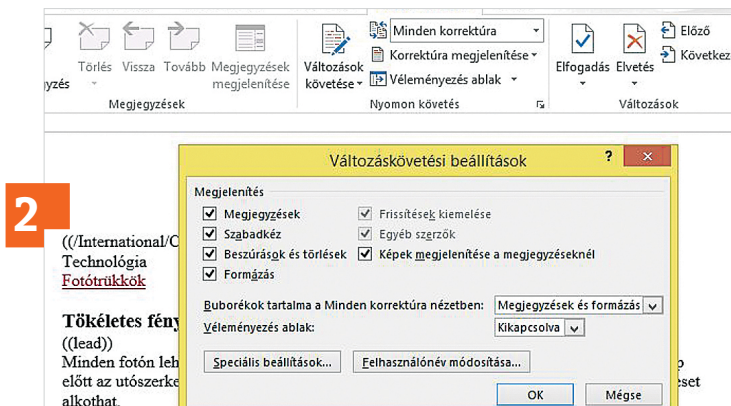 Minden korrektúra
Előző
Törlés Vissza Tovább Megjegyzések megjelenítése
Változások követése
Korrektúra megjelenítése
Véleményezés ablak
Elfogadás Elvetés
Megjegyzések
Nyomon követés
Változások
Változáskövetési beállítások
? ×
2
Megjelenítés
Megjegyzések
Frissítések kiemelése
Szabadkéz
Egyéb szerzők
Beszúrások és törlések
Képek megjelenítése a megjegyzéseknél
Formázás
Buborékok tartalma a Minden korrektúra nézetben: Megjegyzések és formázás
Véleményezés ablak: Kikapcsolva
Speciális beállítások... Felhasználónév módosítása...
OK Mégse
((/International/C
Technológia
Fotótrükkök
Tökéletes fény
((lead))
Minden fotón leh
előtt az utószerke
alkothat.